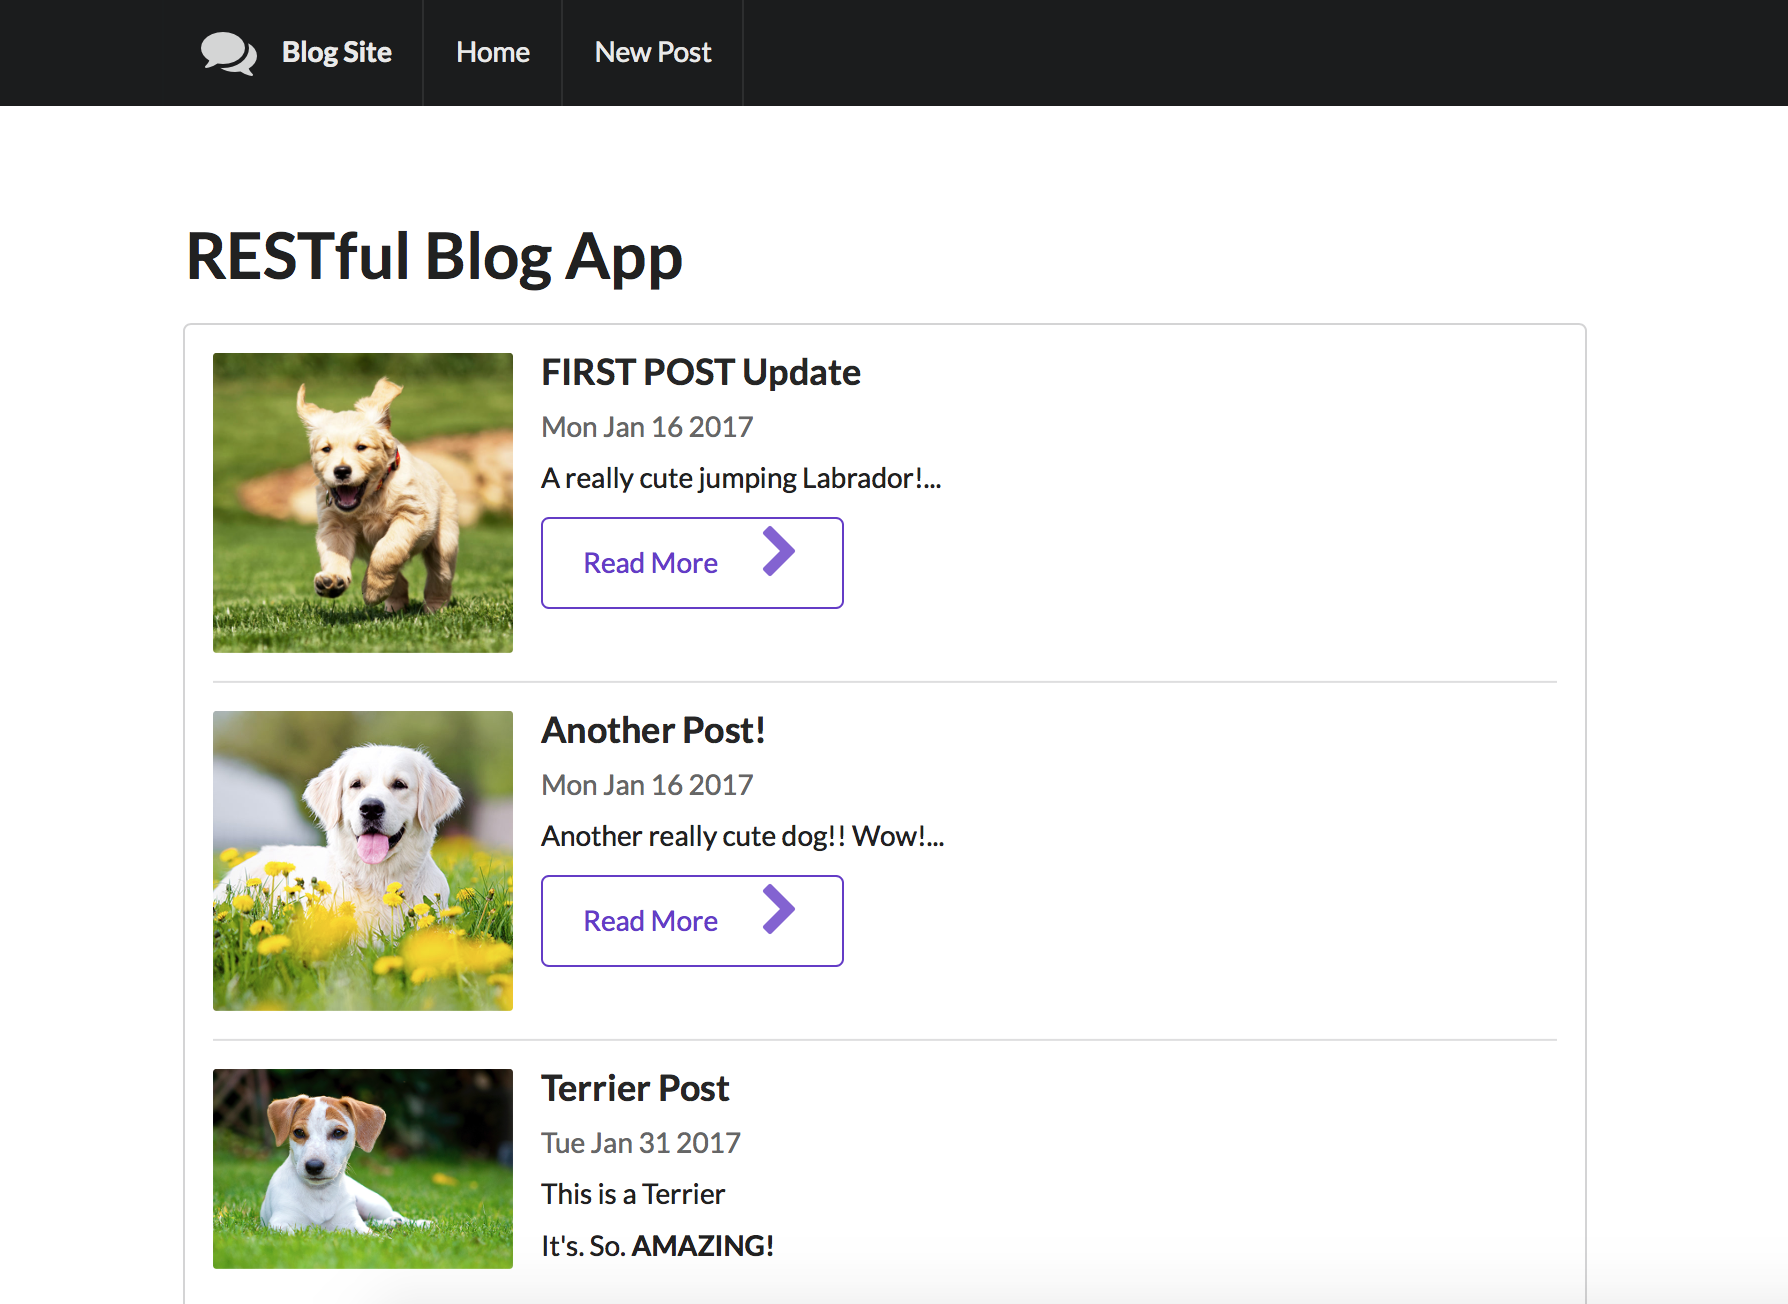 Blog Site Home New Post
RESTful Blog App
FIRST POST Update
Mon Jan 16 2017
A really cute jumping Labrador!...
Read More
Another Post!
Mon Jan 16 2017
Another really cute dog!! Wow!...
Read More
Terrier Post
Tue Jan 31 2017
This is a Terrier
It's. So. AMAZING!